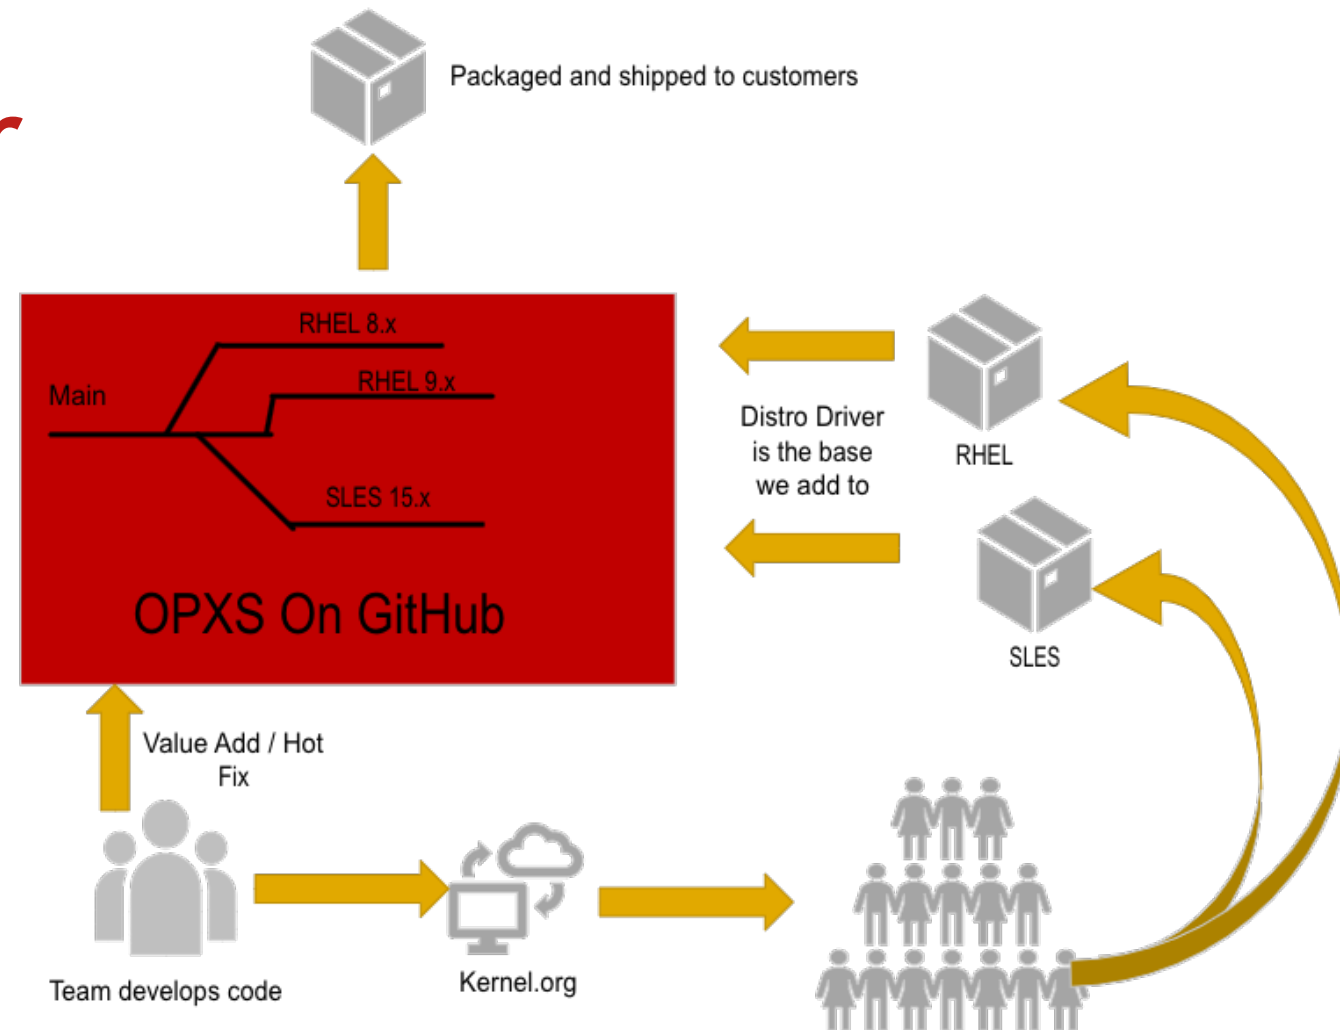 Packaged and shipped to customers
RHEL 8.x
Main
RHEL 9.x
SLES 15.x
OPXS On GitHub
Distro Driver
is the base
we add to
RHEL
SLES
Value Add / Hot
Fix
Team develops code
Kernel.org